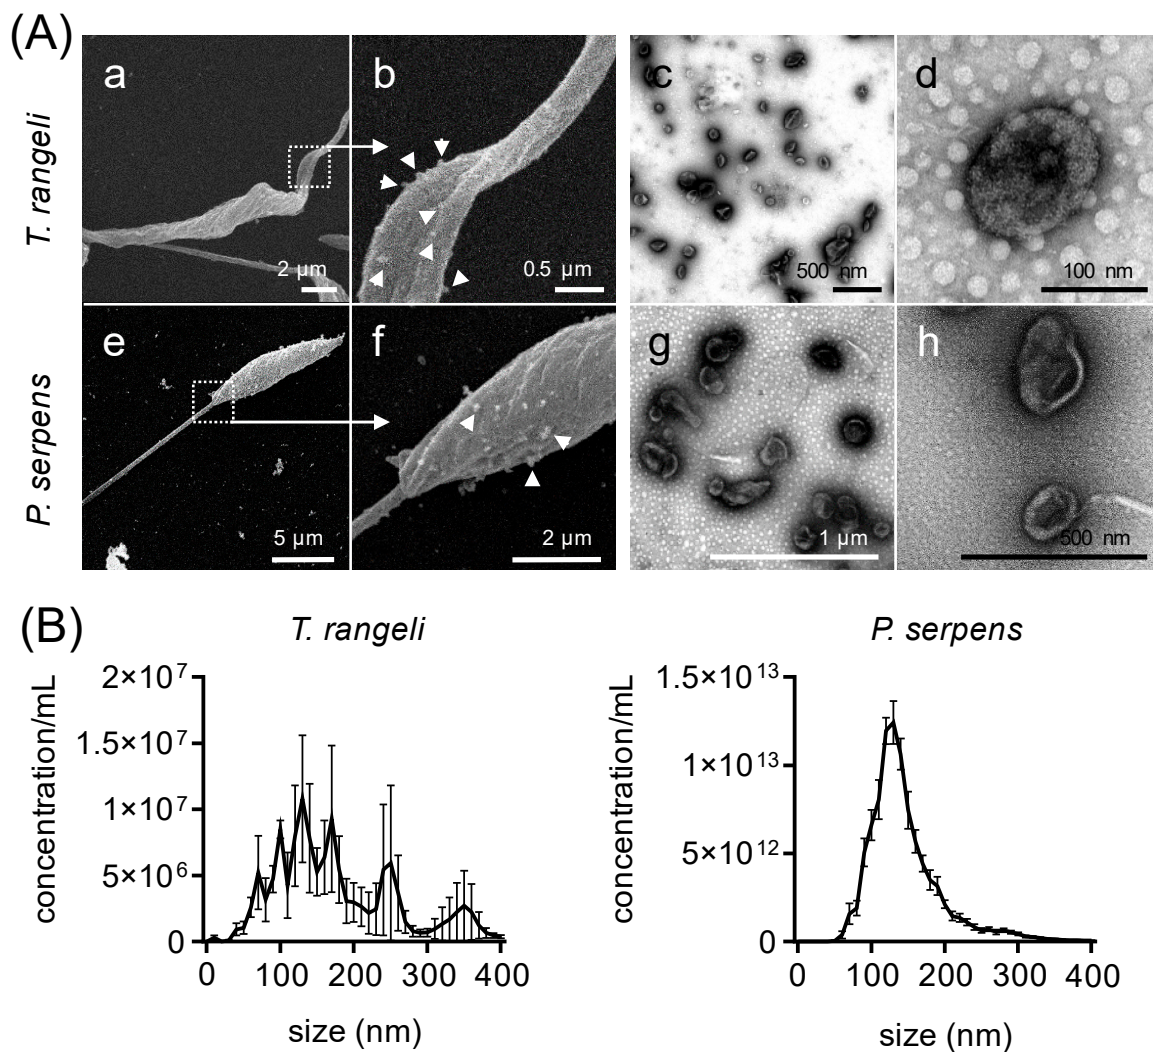 (A)
T. rangeli
a
b
c
d
2 µm
0.5 µm
500 nm
100 nm
P. serpens
e
f
g
h
5 µm
2 µm
1 µm
500 nm
(B)
T. rangeli
P. serpens
concentration/mL
2×10⁷
1.5×10⁷
1×10⁷
5×10⁶
0
0 100 200 300 400
size (nm)
concentration/mL
1.5×10¹³
1×10¹³
5×10¹²
0
0 100 200 300 400
size (nm)